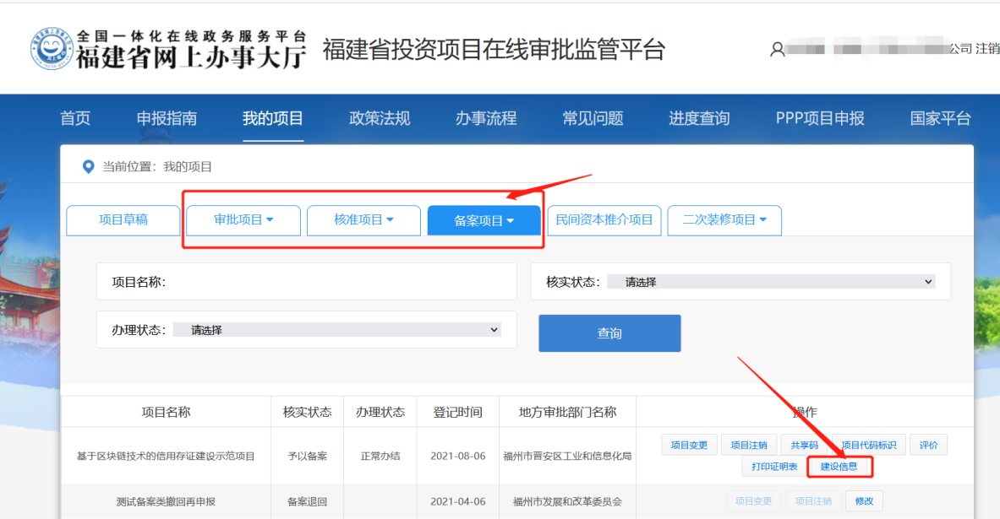 全国一体化在线政务服务平台
福建省网上办事大厅
福建省投资项目在线审批监管平台
公司 注销
首页 申报指南 我的项目 政策法规 办事流程 常见问题 进度查询 PPP项目申报 国家平台
当前位置：我的项目
项目草稿 审批项目 核准项目 备案项目 民间资本推介项目 二次装修项目
项目名称： 核实状态： 请选择
办理状态： 请选择 查询
项目名称 核实状态 办理状态 登记时间 地方审批部门名称 操作
项目变更 项目注销 共享码 项目代码标识 评价
基于区块链技术的信用存证建设示范项目 予以备案 正常办结 2021-08-06 福州市晋安区工业和信息化局
打印证明表 建设信息
测试备案类撤回再申报 备案退回 2021-04-06 福州市发展和改革委员会 项目变更 项目注销 修改